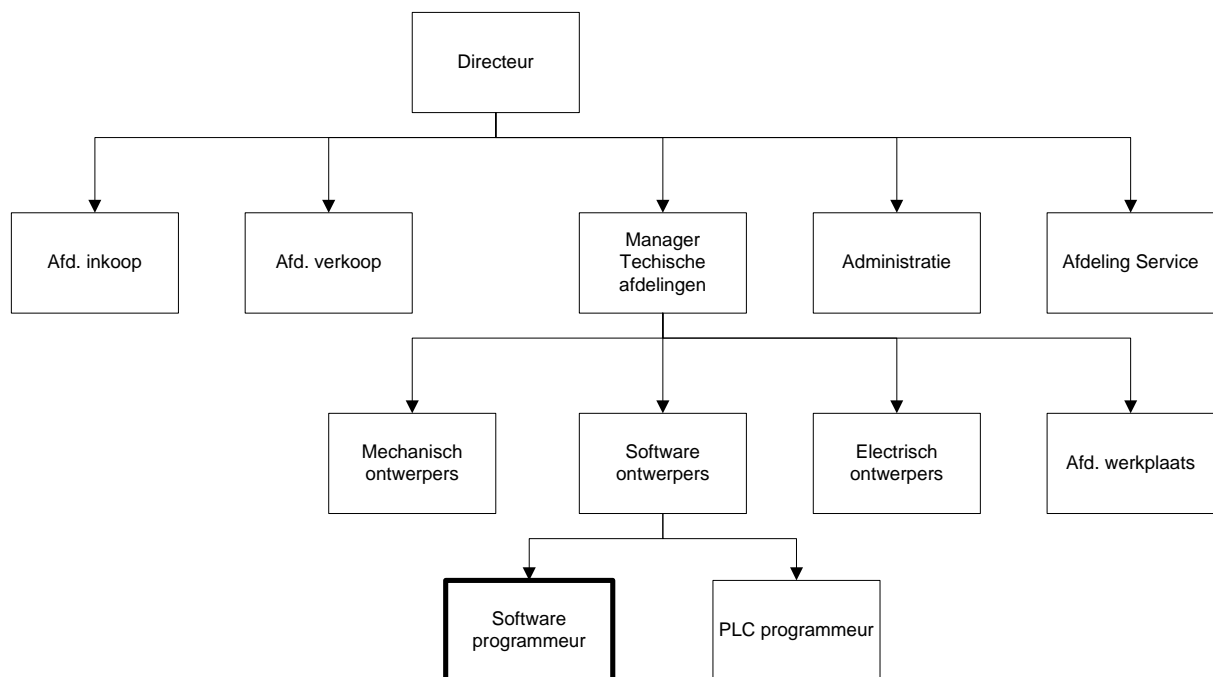 Directeur
Afd. inkoop
Afd. verkoop
Manager
Techische
afdelingen
Administratie
Afdeling Service
Mechanisch
ontwerpers
Software
ontwerpers
Electrisch
ontwerpers
Afd. werkplaats
Software
programmeur
PLC programmeur